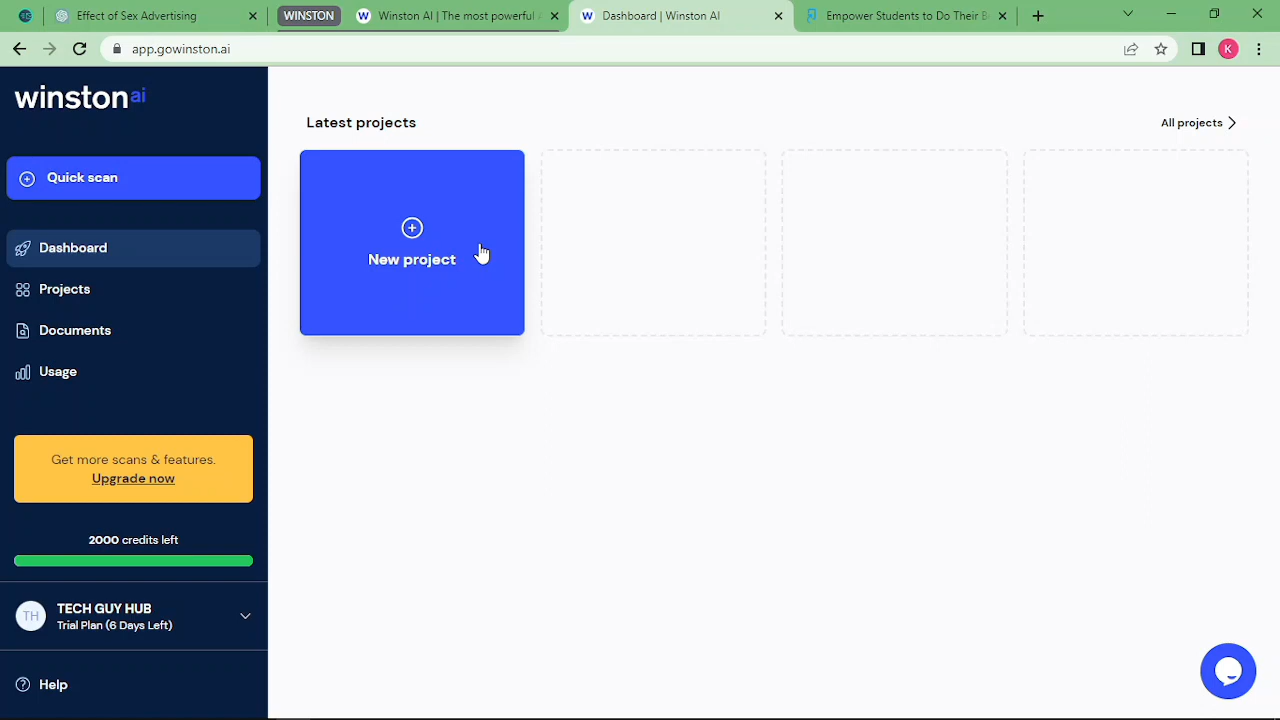 Effect of Sex Advertising
WINSTON
Winston AI | The most powerful
Dashboard | Winston AI
Empower Students to Do Their Be
app.gowinston.ai
K
winston ai
Quick scan
Dashboard
Projects
Documents
Usage
Get more scans & features.
Upgrade now
2000 credits left
TH
TECH GUY HUB
Trial Plan (6 Days Left)
Help
Latest projects
All projects
New project